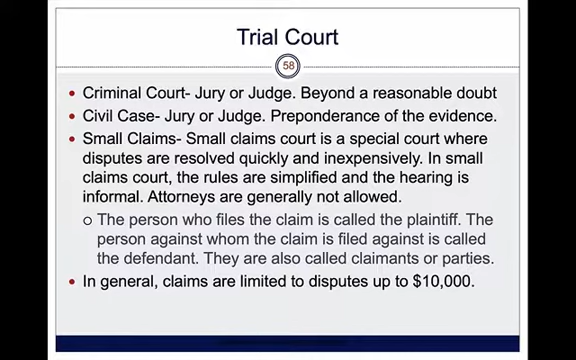 Trial Court
58
Criminal Court- Jury or Judge. Beyond a reasonable doubt
Civil Case- Jury or Judge. Preponderance of the evidence.
Small Claims- Small claims court is a special court where
disputes are resolved quickly and inexpensively. In small
claims court, the rules are simplified and the hearing is
informal. Attorneys are generally not allowed.
The person who files the claim is called the plaintiff. The
person against whom the claim is filed against is called
the defendant. They are also called claimants or parties.
In general, claims are limited to disputes up to $10,000.